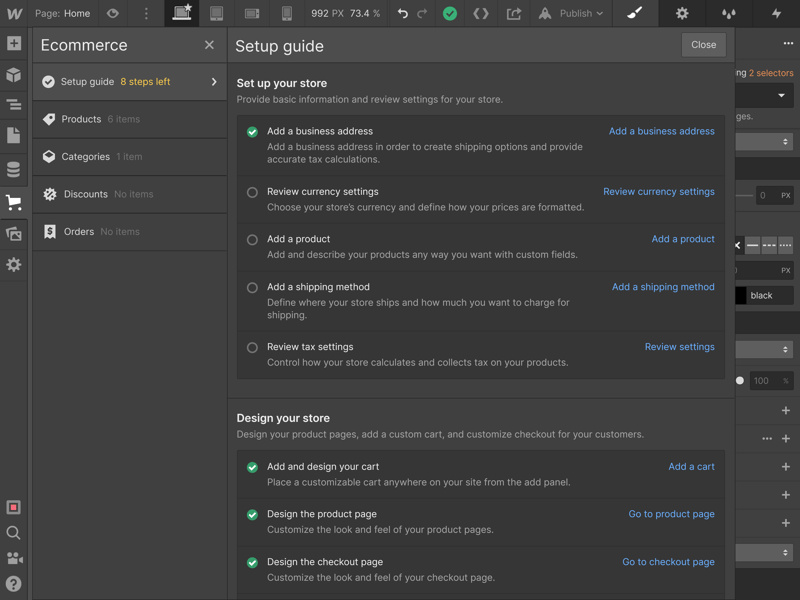 Page: Home
992 PX 73.4 %
Publish
Ecommerce
Setup guide 8 steps left
Products 6 items
Categories 1 item
Discounts No items
Orders No items
Setup guide
Close
Set up your store
Provide basic information and review settings for your store.
Add a business address
Add a business address
Add a business address in order to create shipping options and provide
accurate tax calculations.
Review currency settings
Review currency settings
Choose your store's currency and define how your prices are formatted.
Add a product
Add a product
Add and describe your products any way you want with custom fields.
Add a shipping method
Add a shipping method
Define where your store ships and how much you want to charge for
shipping.
Review tax settings
Review settings
Control how your store calculates and collects tax on your products.
Design your store
Design your product pages, add a custom cart, and customize checkout for your customers.
Add and design your cart
Add a cart
Place a customizable cart anywhere on your site from the add panel.
Design the product page
Go to product page
Customize the look and feel of your product pages.
Design the checkout page
Go to checkout page
Customize the look and feel of your checkout page.
ng 2 selectors
ges.
0 PX
PX
black
100 %